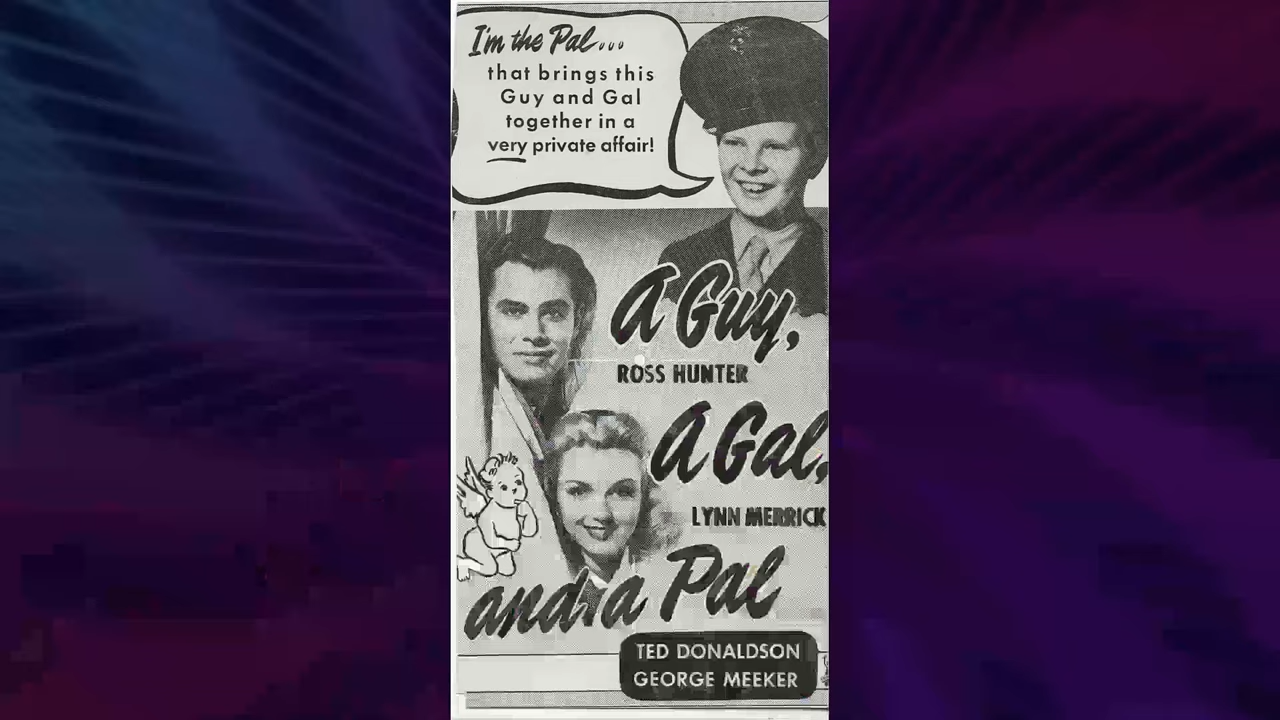 I'm the Pal...
that brings this
Guy and Gal
together in a
very private affair!
A Guy,
ROSS HUNTER
A Gal,
LYNN MERRICK
and a Pal
TED DONALDSON
GEORGE MEEKER